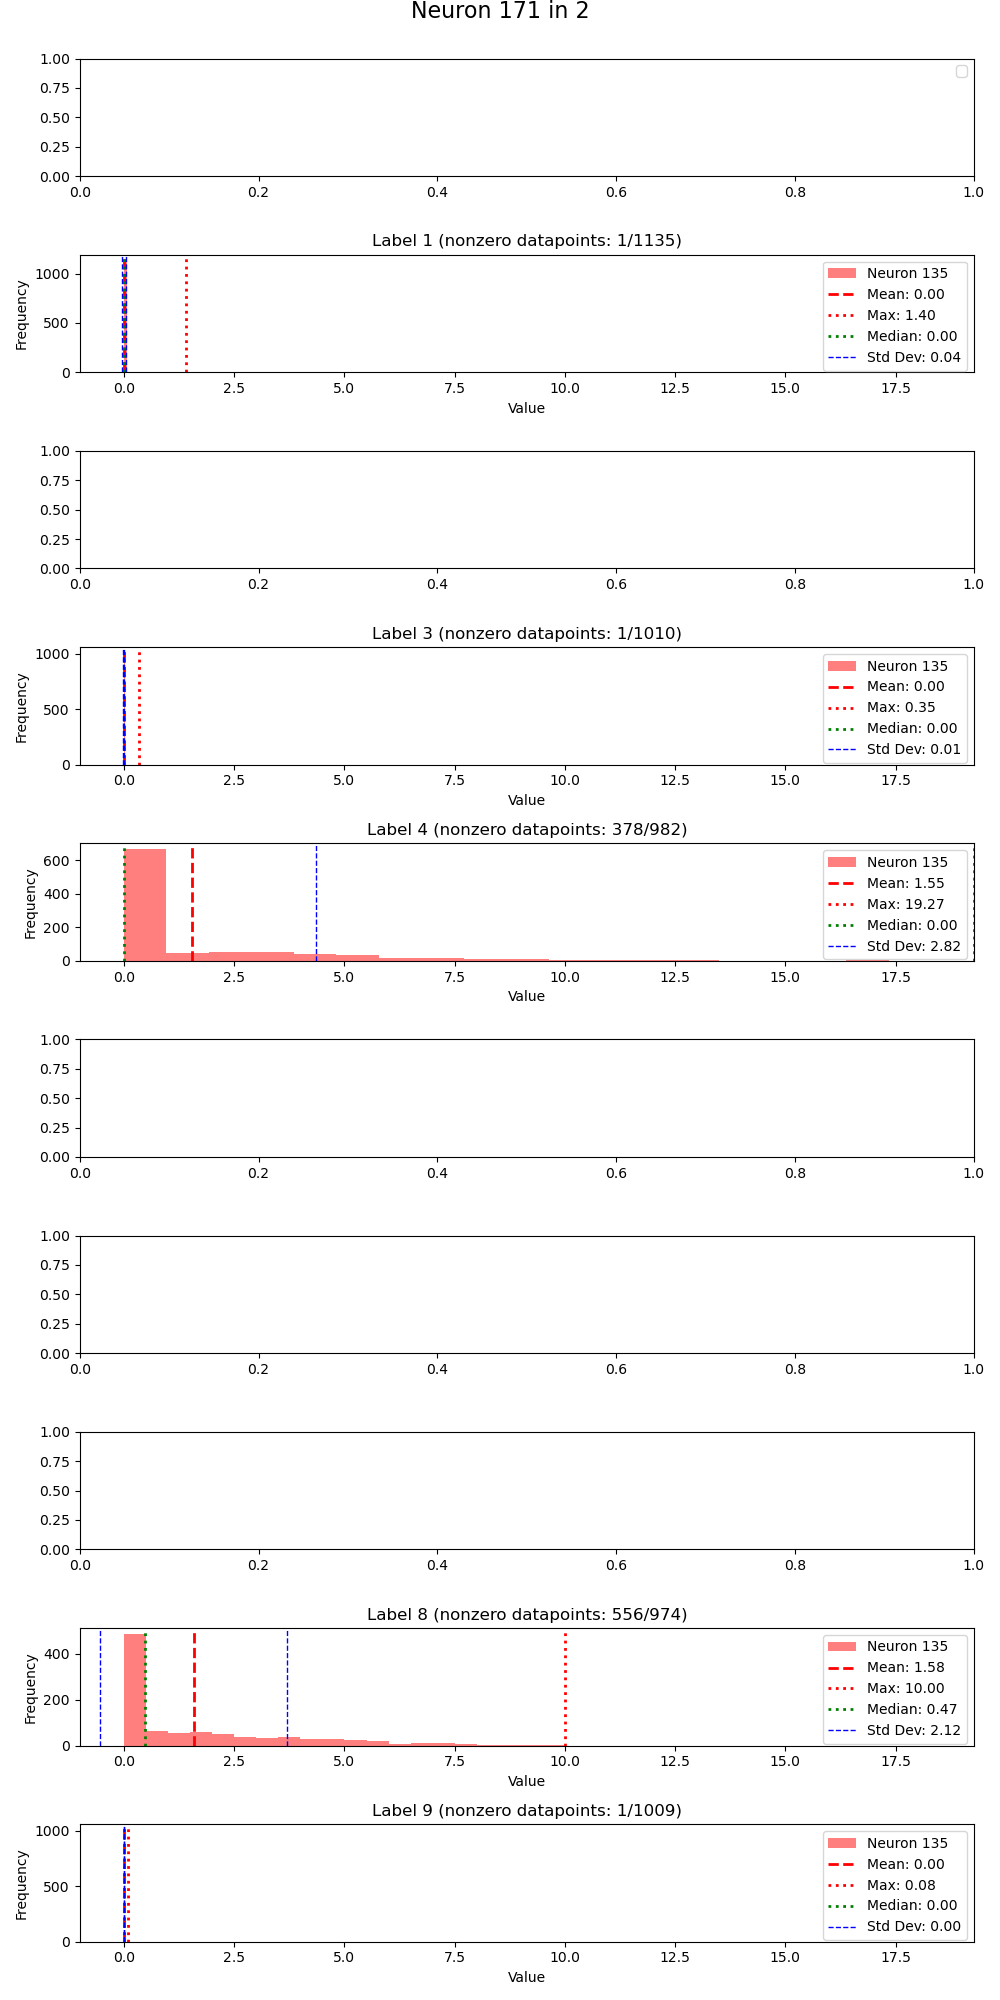 Neuron 171 in 2
1.00
0.75
0.50
0.25
0.00
0.0 0.2 0.4 0.6 0.8 1.0
Label 1 (nonzero datapoints: 1/1135)
Frequency
1000
500
0
Neuron 135
Mean: 0.00
Max: 1.40
Median: 0.00
Std Dev: 0.04
0.0 2.5 5.0 7.5 10.0 12.5 15.0 17.5
Value
1.00
0.75
0.50
0.25
0.00
0.0 0.2 0.4 0.6 0.8 1.0
Label 3 (nonzero datapoints: 1/1010)
Frequency
1000
500
0
Neuron 135
Mean: 0.00
Max: 0.35
Median: 0.00
Std Dev: 0.01
0.0 2.5 5.0 7.5 10.0 12.5 15.0 17.5
Value
Label 4 (nonzero datapoints: 378/982)
Frequency
600
400
200
0
Neuron 135
Mean: 1.55
Max: 19.27
Median: 0.00
Std Dev: 2.82
0.0 2.5 5.0 7.5 10.0 12.5 15.0 17.5
Value
1.00
0.75
0.50
0.25
0.00
0.0 0.2 0.4 0.6 0.8 1.0
1.00
0.75
0.50
0.25
0.00
0.0 0.2 0.4 0.6 0.8 1.0
1.00
0.75
0.50
0.25
0.00
0.0 0.2 0.4 0.6 0.8 1.0
Label 8 (nonzero datapoints: 556/974)
Frequency
400
200
0
Neuron 135
Mean: 1.58
Max: 10.00
Median: 0.47
Std Dev: 2.12
0.0 2.5 5.0 7.5 10.0 12.5 15.0 17.5
Value
Label 9 (nonzero datapoints: 1/1009)
Frequency
1000
500
0
Neuron 135
Mean: 0.00
Max: 0.08
Median: 0.00
Std Dev: 0.00
0.0 2.5 5.0 7.5 10.0 12.5 15.0 17.5
Value